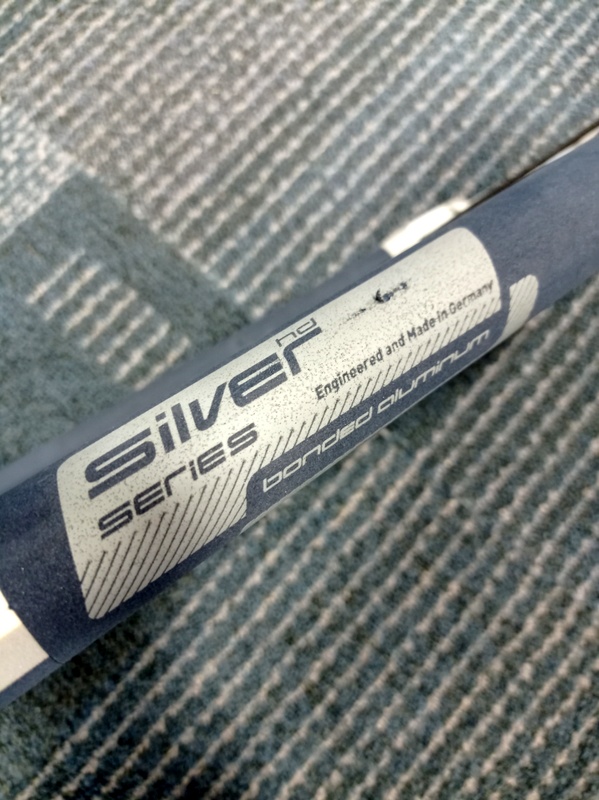 silver hd
series
Engineered and Made in Germany
bonded aluminum